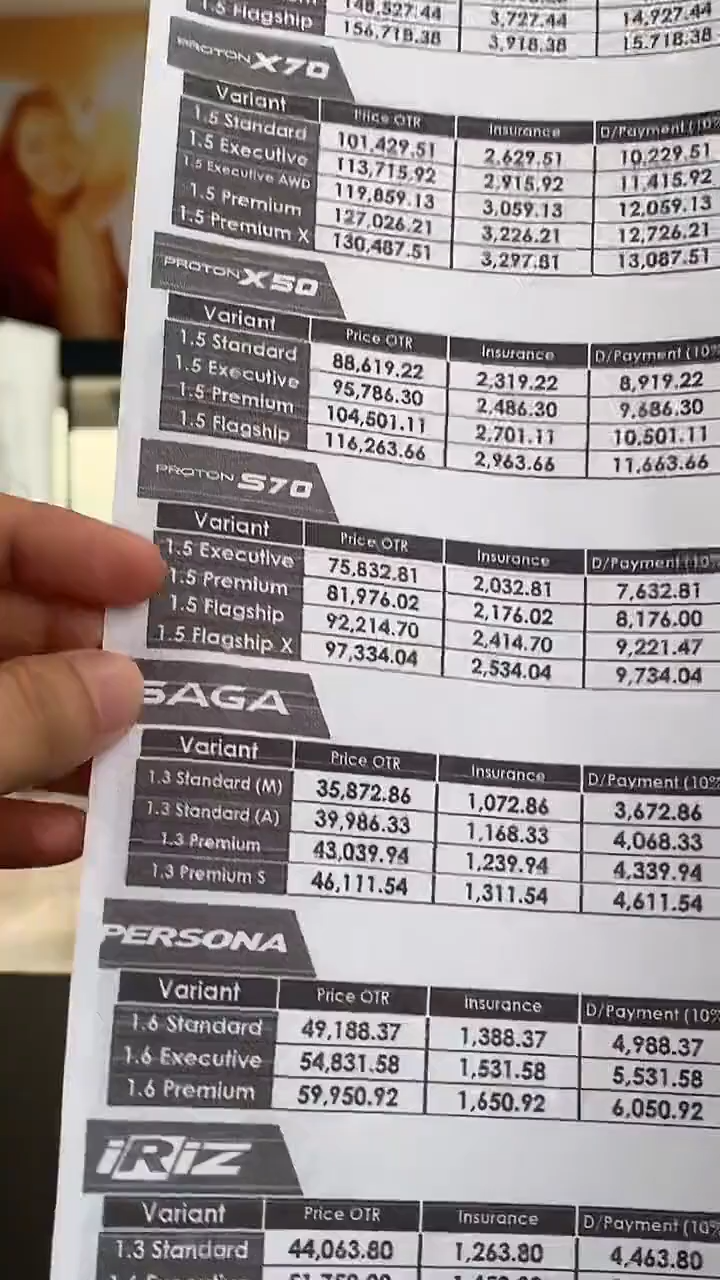 1.5 Flagship 148,527.44 3,727.44 14,927.44
156,718.38 3,918.38 15,718.38
PROTON X70
Variant Price OTR Insurance D/Payment (10%
1.5 Standard 101,429.51 2,629.51 10,229.51
1.5 Executive 113,715.92 2,915.92 11,415.92
1.5 Executive AWD 119,859.13 3,059.13 12,059.13
1.5 Premium 127,026.21 3,226.21 12,726.21
1.5 Premium X 130,487.51 3,297.81 13,087.51
PROTON X50
Variant Price OTR Insurance D/Payment (10%
1.5 Standard 88,619.22 2,319.22 8,919.22
1.5 Executive 95,786.30 2,486.30 9,686.30
1.5 Premium 104,501.11 2,701.11 10,501.11
1.5 Flagship 116,263.66 2,963.66 11,663.66
PROTON S70
Variant Price OTR Insurance D/Payment (10%
1.5 Executive 75,832.81 2,032.81 7,632.81
1.5 Premium 81,976.02 2,176.02 8,176.00
1.5 Flagship 92,214.70 2,414.70 9,221.47
1.5 Flagship X 97,334.04 2,534.04 9,734.04
SAGA
Variant Price OTR Insurance D/Payment (10%
1.3 Standard (M) 35,872.86 1,072.86 3,672.86
1.3 Standard (A) 39,986.33 1,168.33 4,068.33
1.3 Premium 43,039.94 1,239.94 4,339.94
1.3 Premium S 46,111.54 1,311.54 4,611.54
PERSONA
Variant Price OTR Insurance D/Payment (10%
1.6 Standard 49,188.37 1,388.37 4,988.37
1.6 Executive 54,831.58 1,531.58 5,531.58
1.6 Premium 59,950.92 1,650.92 6,050.92
iRiZ
Variant Price OTR Insurance D/Payment (10%
1.3 Standard 44,063.80 1,263.80 4,463.80